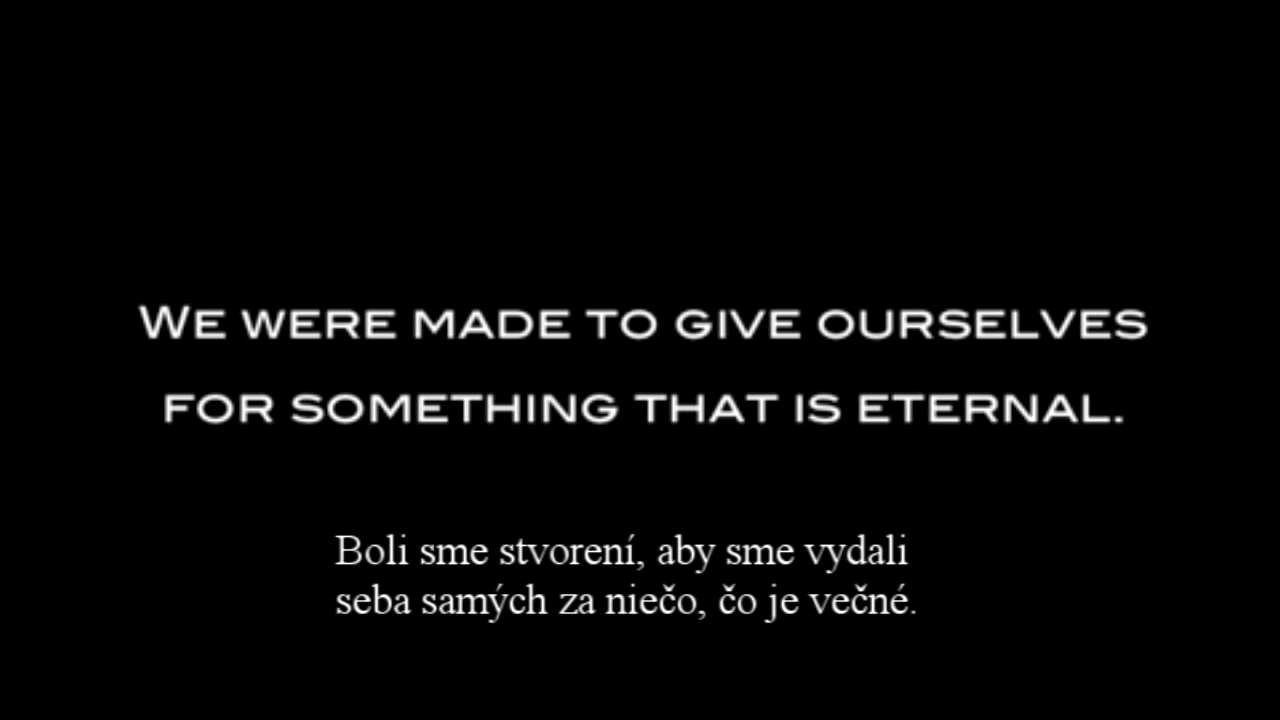 WE WERE MADE TO GIVE OURSELVES
FOR SOMETHING THAT IS ETERNAL.
Boli sme stvorení, aby sme vydali
seba samých za niečo, čo je večné.